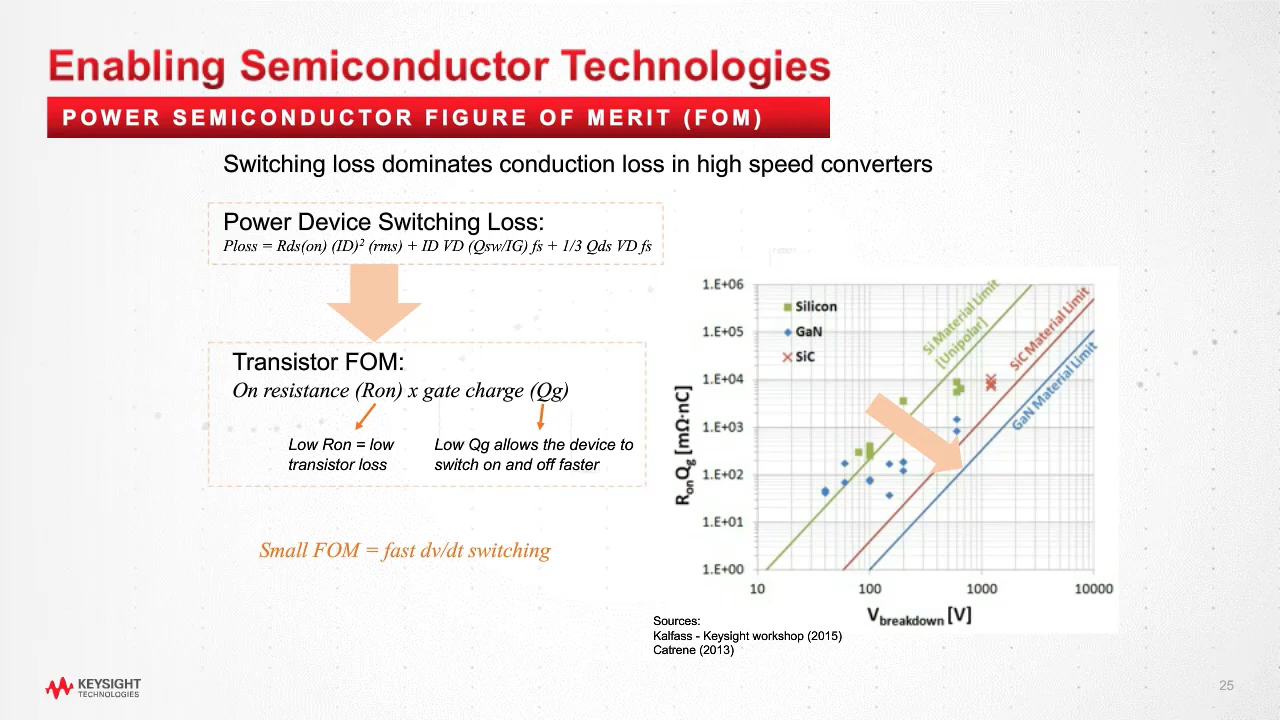 Enabling Semiconductor Technologies
POWER SEMICONDUCTOR FIGURE OF MERIT (FOM)
Switching loss dominates conduction loss in high speed converters
Power Device Switching Loss:
Ploss = Rds(on) (ID)² (rms) + ID VD (Qsw/IG) fs + 1/3 Qds VD fs
Transistor FOM:
On resistance (Ron) x gate charge (Qg)
Low Ron = low
transistor loss
Low Qg allows the device to
switch on and off faster
Small FOM = fast dv/dt switching
RonQg [mΩ·nC]
1.E+06
1.E+05
1.E+04
1.E+03
1.E+02
1.E+01
1.E+00
Silicon
GaN
SiC
Si Material Limit
[Unipolar]
SiC Material Limit
GaN Material Limit
10
100
1000
10000
Vbreakdown [V]
Sources:
Kalfass - Keysight workshop (2015)
Catrene (2013)
KEYSIGHT
TECHNOLOGIES
25